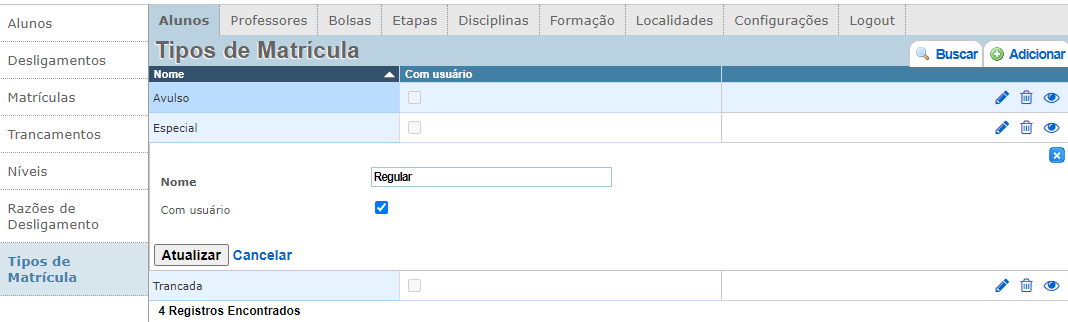 Alunos
Desligamentos
Matrículas
Trancamentos
Níveis
Razões de
Desligamento
Tipos de
Matrícula
Alunos Professores Bolsas Etapas Disciplinas Formação Localidades Configurações Logout
Tipos de Matrícula
Buscar Adicionar
Nome Com usuário
Avulso
Especial
Nome Regular
Com usuário
Atualizar Cancelar
Trancada
4 Registros Encontrados